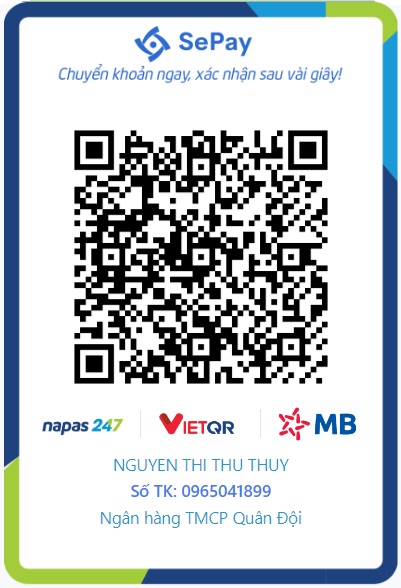 SePay
Chuyển khoản ngay, xác nhận sau vài giây!
napas 247 VIETQR MB
NGUYEN THI THU THUY
Số TK: 0965041899
Ngân hàng TMCP Quân Đội